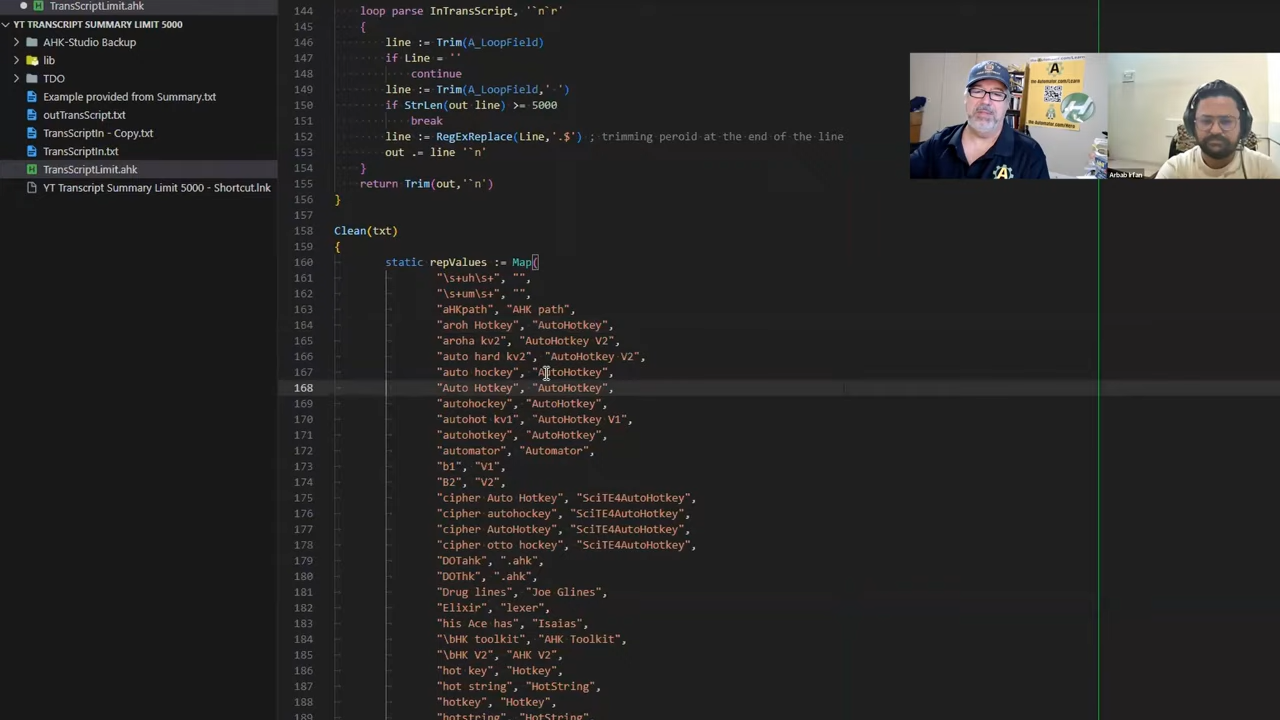 TransScriptLimit.ahk
YT TRANSCRIPT SUMMARY LIMIT 5000
AHK-Studio Backup
lib
TDO
Example provided from Summary.txt
outTranscript.txt
TranscriptIn - Copy.txt
TranscriptIn.txt
TransScriptLimit.ahk
YT Transcript Summary Limit 5000 - Shortcut.lnk
144 loop parse InTransScript, '`n`r'
145 {
146 line := Trim(A_LoopField)
147 if Line = ''
148 continue
149 line := Trim(A_LoopField,' ')
150 if StrLen(out line) >= 5000
151 break
152 line := RegExReplace(Line,'.$') ; trimming peroid at the end of the line
153 out .= line '`n'
154 }
155 return Trim(out,'`n')
156 }
157
158 Clean(txt)
159 {
160 static repValues := Map(
161 "\s+uh\s+", "",
162 "\s+um\s+", "",
163 "aHKpath", "AHK path",
164 "aroh Hotkey", "AutoHotkey",
165 "aroha kv2", "AutoHotkey V2",
166 "auto hard kv2", "AutoHotkey V2",
167 "auto hockey", "AutoHotkey",
168 "Auto Hotkey", "AutoHotkey",
169 "autohockey", "AutoHotkey",
170 "autohot kv1", "AutoHotkey V1",
171 "autohotkey", "AutoHotkey",
172 "automator", "Automator",
173 "b1", "V1",
174 "B2", "V2",
175 "cipher Auto Hotkey", "SciTE4AutoHotkey",
176 "cipher autohockey", "SciTE4AutoHotkey",
177 "cipher AutoHotkey", "SciTE4AutoHotkey",
178 "cipher otto hockey", "SciTE4AutoHotkey",
179 "DOTahk", ".ahk",
180 "DOThk", ".ahk",
181 "Drug lines", "Joe Glines",
182 "Elixir", "lexer",
183 "his Ace has", "Isaias",
184 "\bHK toolkit", "AHK Toolkit",
185 "\bHK V2", "AHK V2",
186 "hot key", "Hotkey",
187 "hot string", "HotString",
188 "hotkey", "Hotkey",
189 "hotstring", "HotString",
Arbab Irfan